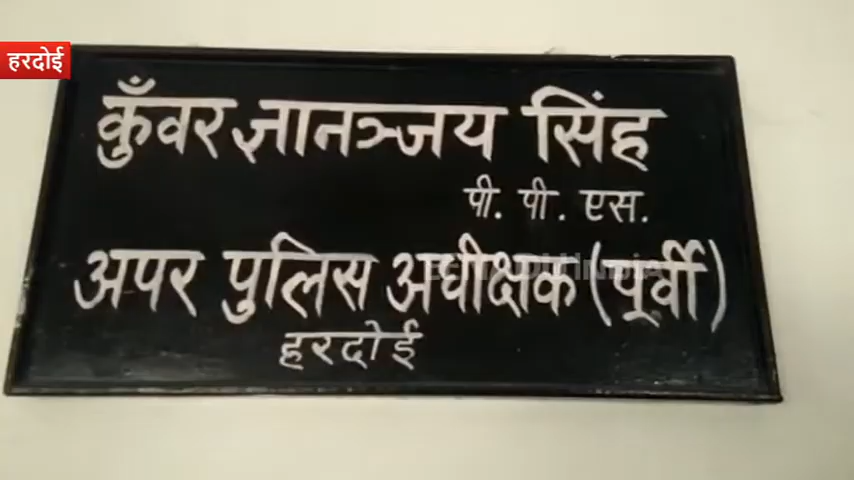 हरदोई
कुँवर ज्ञानञ्जय सिंह
पी. पी. एस.
अपर पुलिस अधीक्षक (पूर्वी)
हरदोई